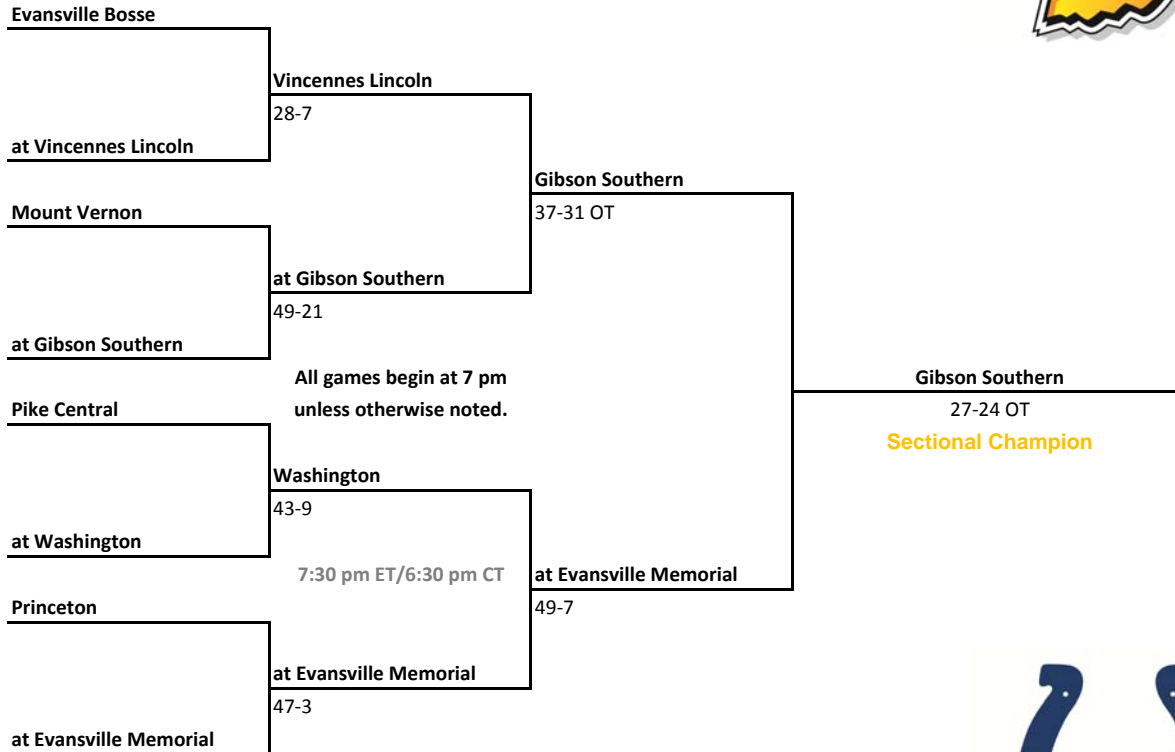 Evansville Bosse
Vincennes Lincoln
28-7
at Vincennes Lincoln
Gibson Southern
37-31 OT
Mount Vernon
at Gibson Southern
49-21
at Gibson Southern
All games begin at 7 pm
unless otherwise noted.
Gibson Southern
27-24 OT
Sectional Champion
Pike Central
Washington
43-9
at Washington
7:30 pm ET/6:30 pm CT
at Evansville Memorial
49-7
Princeton
at Evansville Memorial
47-3
at Evansville Memorial